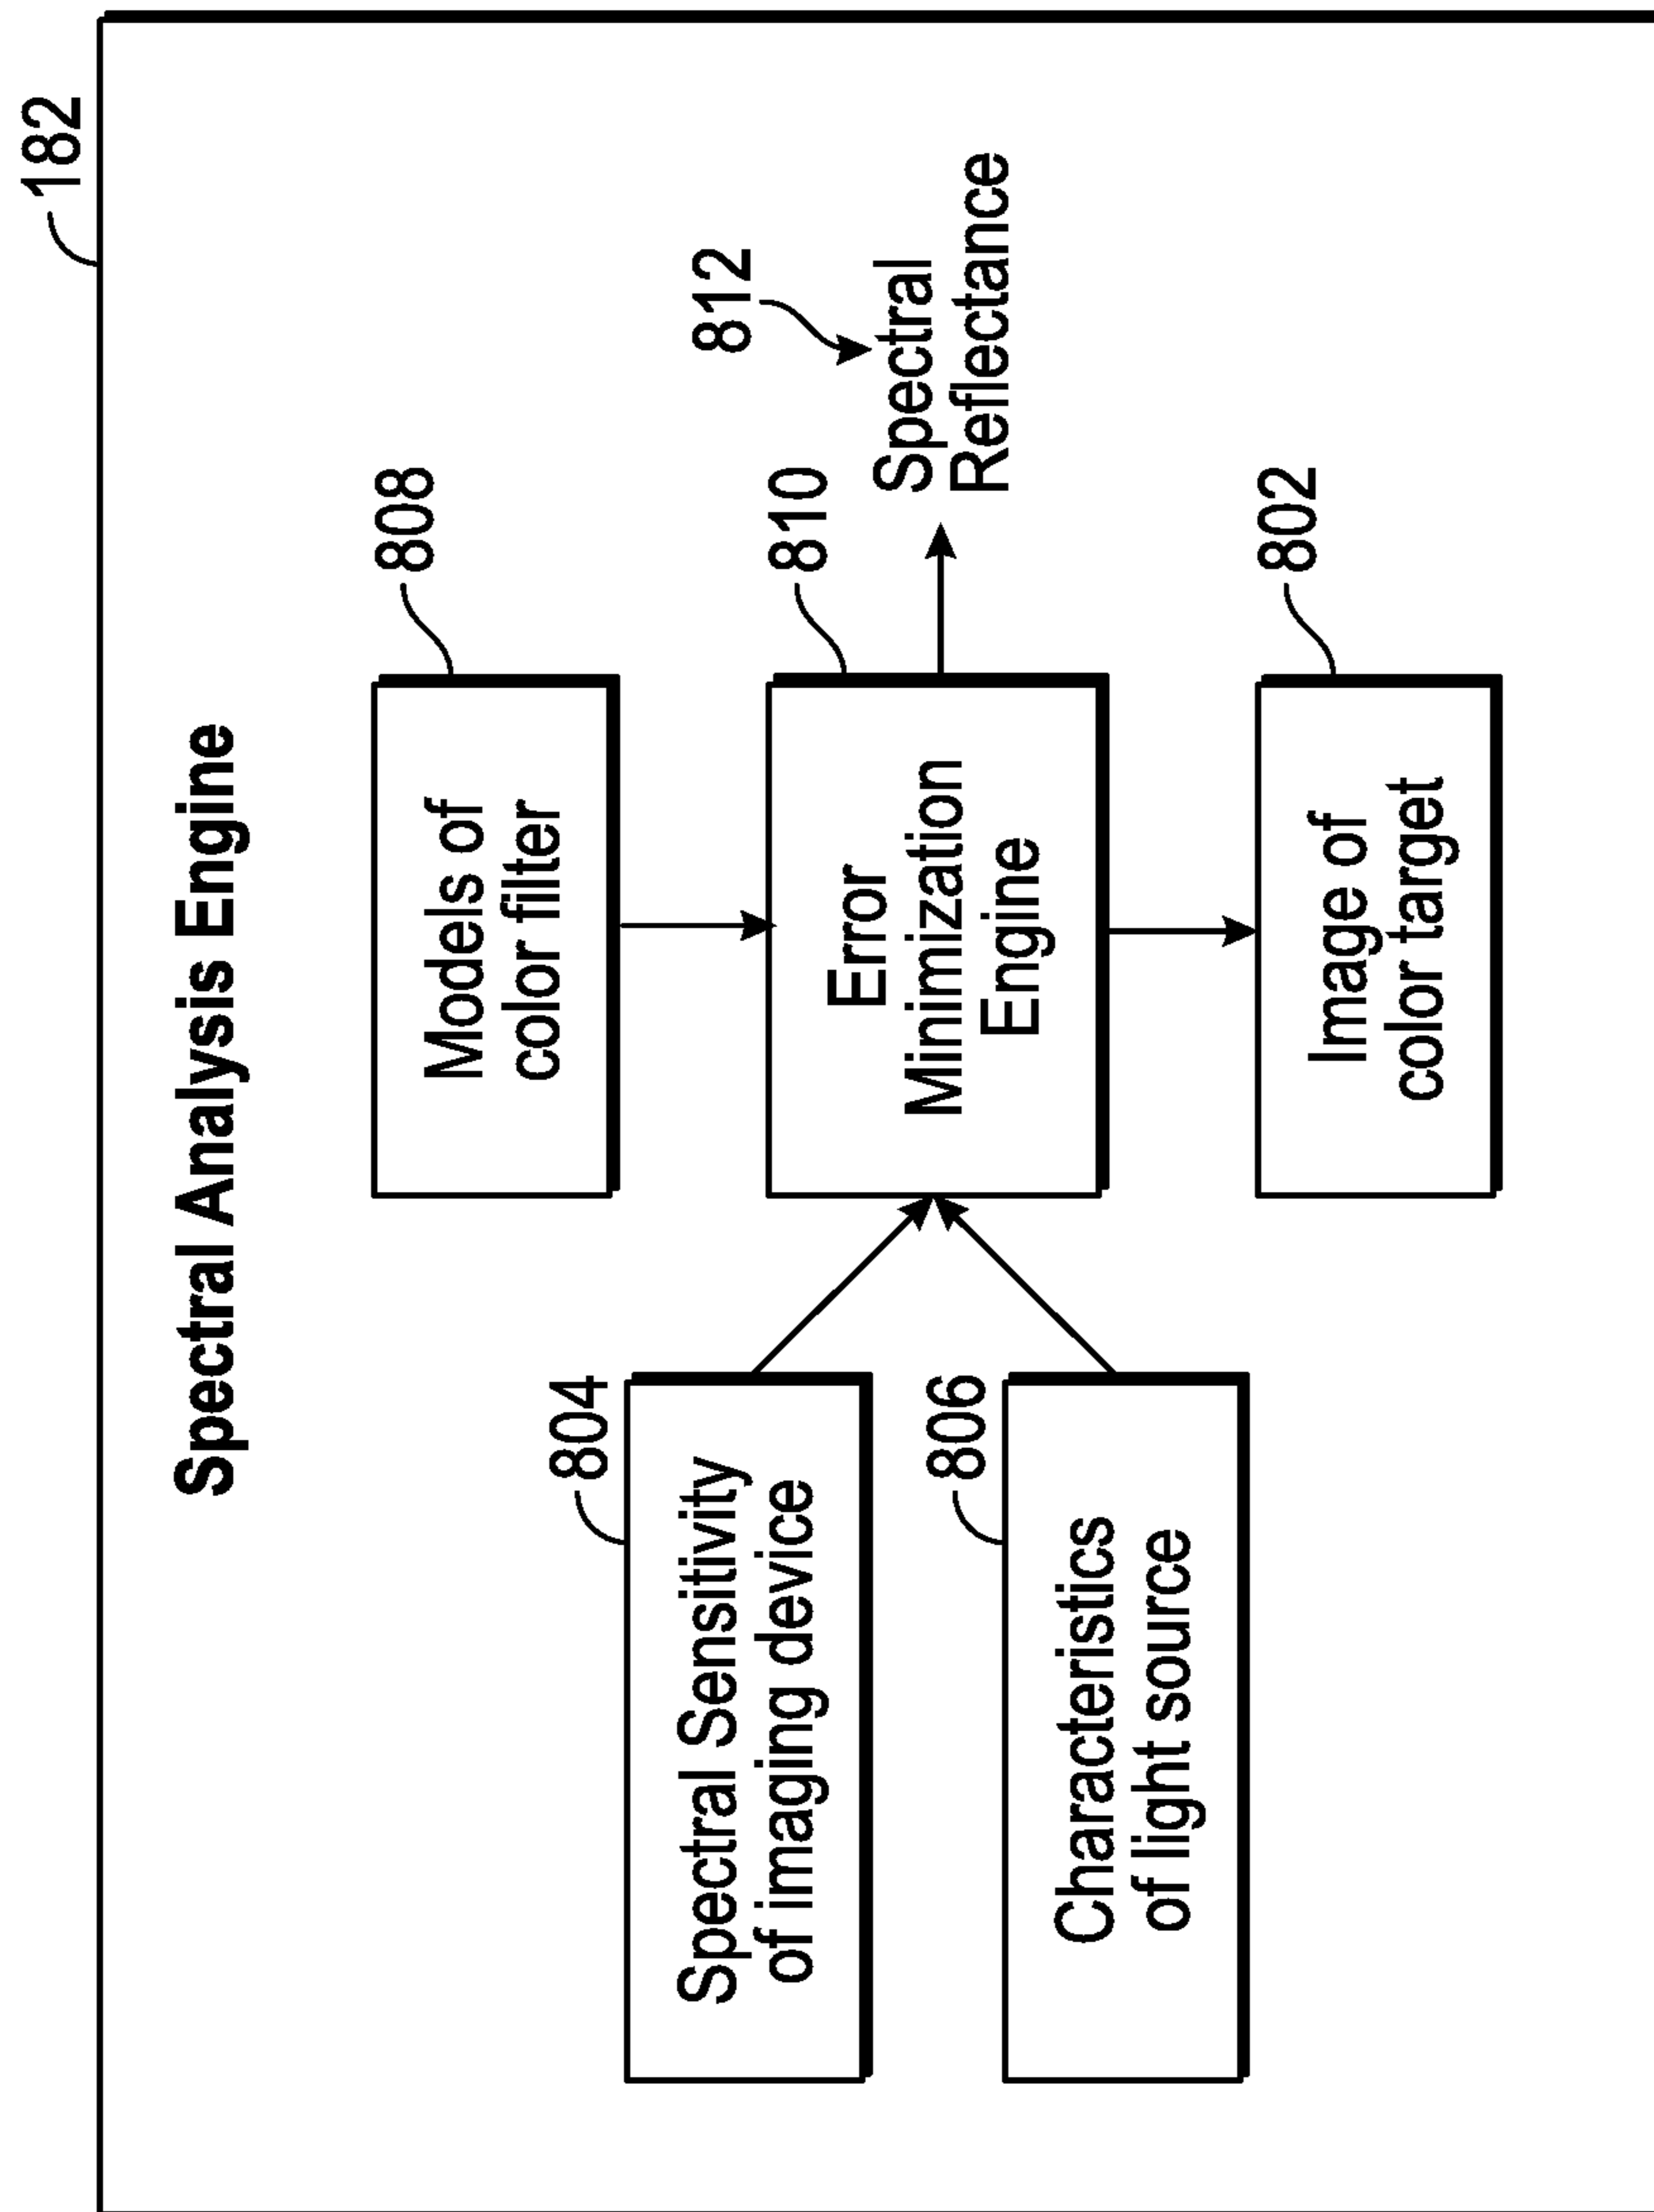 182
Spectral Analysis Engine
808
Models of
color filter
804
Spectral Sensitivity
of imaging device
810
Error
Minimization
Engine
812
Spectral
Reflectance
806
Characteristics
of light source
802
Image of
color target